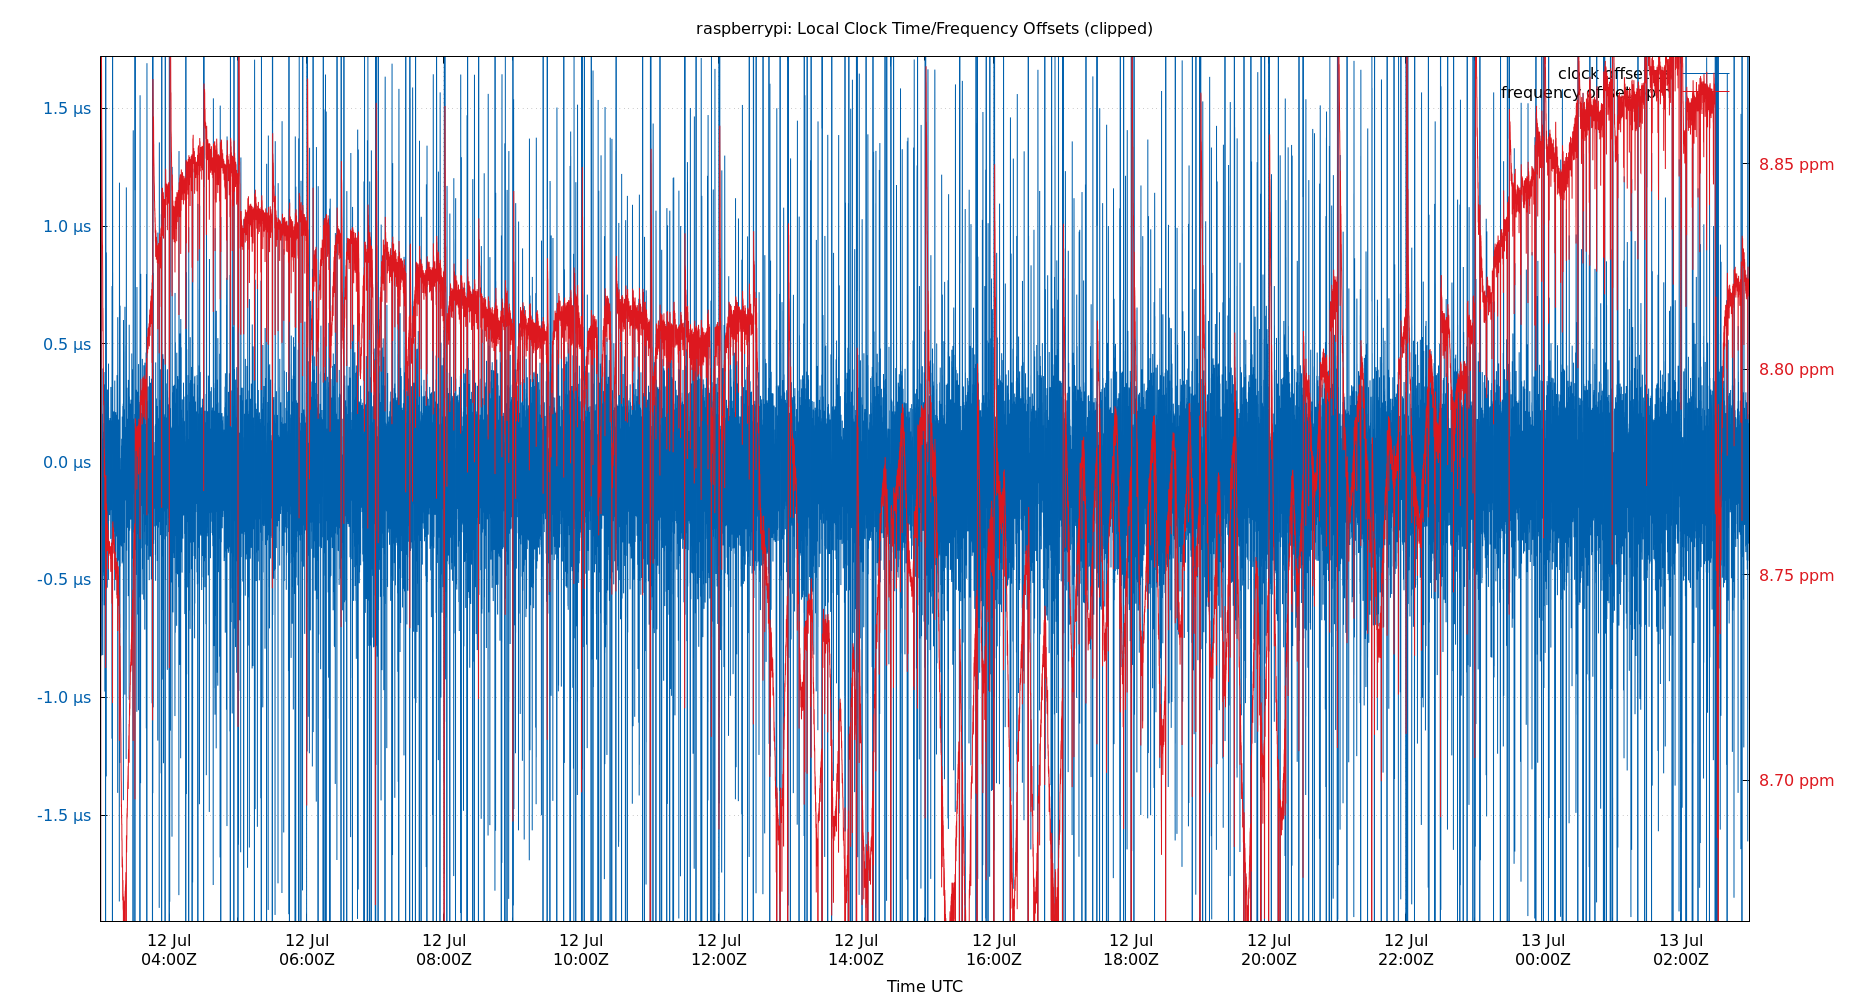 raspberrypi: Local Clock Time/Frequency Offsets (clipped)
clock offset
frequency offset ppm
1.5 µs
1.0 µs
0.5 µs
0.0 µs
-0.5 µs
-1.0 µs
-1.5 µs
8.85 ppm
8.80 ppm
8.75 ppm
8.70 ppm
12 Jul 12 Jul 12 Jul 12 Jul 12 Jul 12 Jul 12 Jul 12 Jul 12 Jul 12 Jul 13 Jul 13 Jul
04:00Z 06:00Z 08:00Z 10:00Z 12:00Z 14:00Z 16:00Z 18:00Z 20:00Z 22:00Z 00:00Z 02:00Z
Time UTC